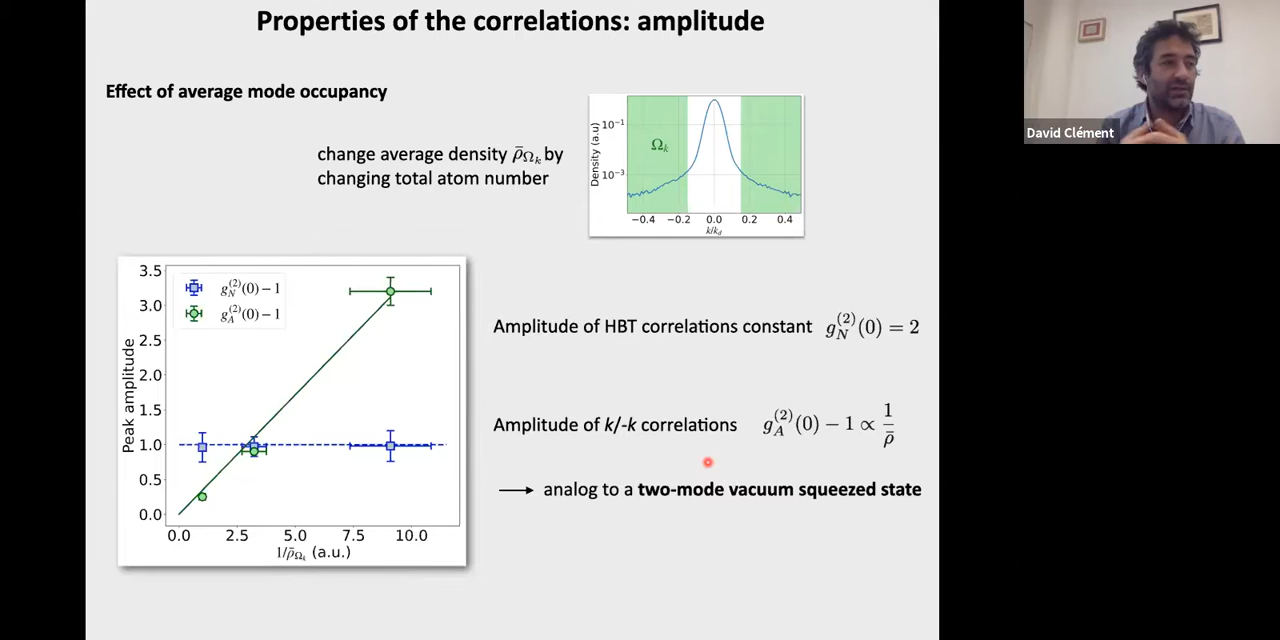 Properties of the correlations: amplitude
David Clément
Effect of average mode occupancy
change average density ρ̄Ωₖ by
changing total atom number
Density (a.u)
10⁻¹
10⁻³
Ωₖ
−0.4 −0.2 0.0 0.2 0.4
k/k_d
Peak amplitude
3.5
3.0
2.5
2.0
1.5
1.0
0.5
0.0
g_N^(2)(0) − 1
g_A^(2)(0) − 1
0.0 2.5 5.0 7.5 10.0
1/ρ̄Ωₖ (a.u.)
Amplitude of HBT correlations constant g_N^(2)(0) = 2
Amplitude of k/-k correlations g_A^(2)(0) − 1 ∝ 1/ρ̄
→ analog to a two-mode vacuum squeezed state